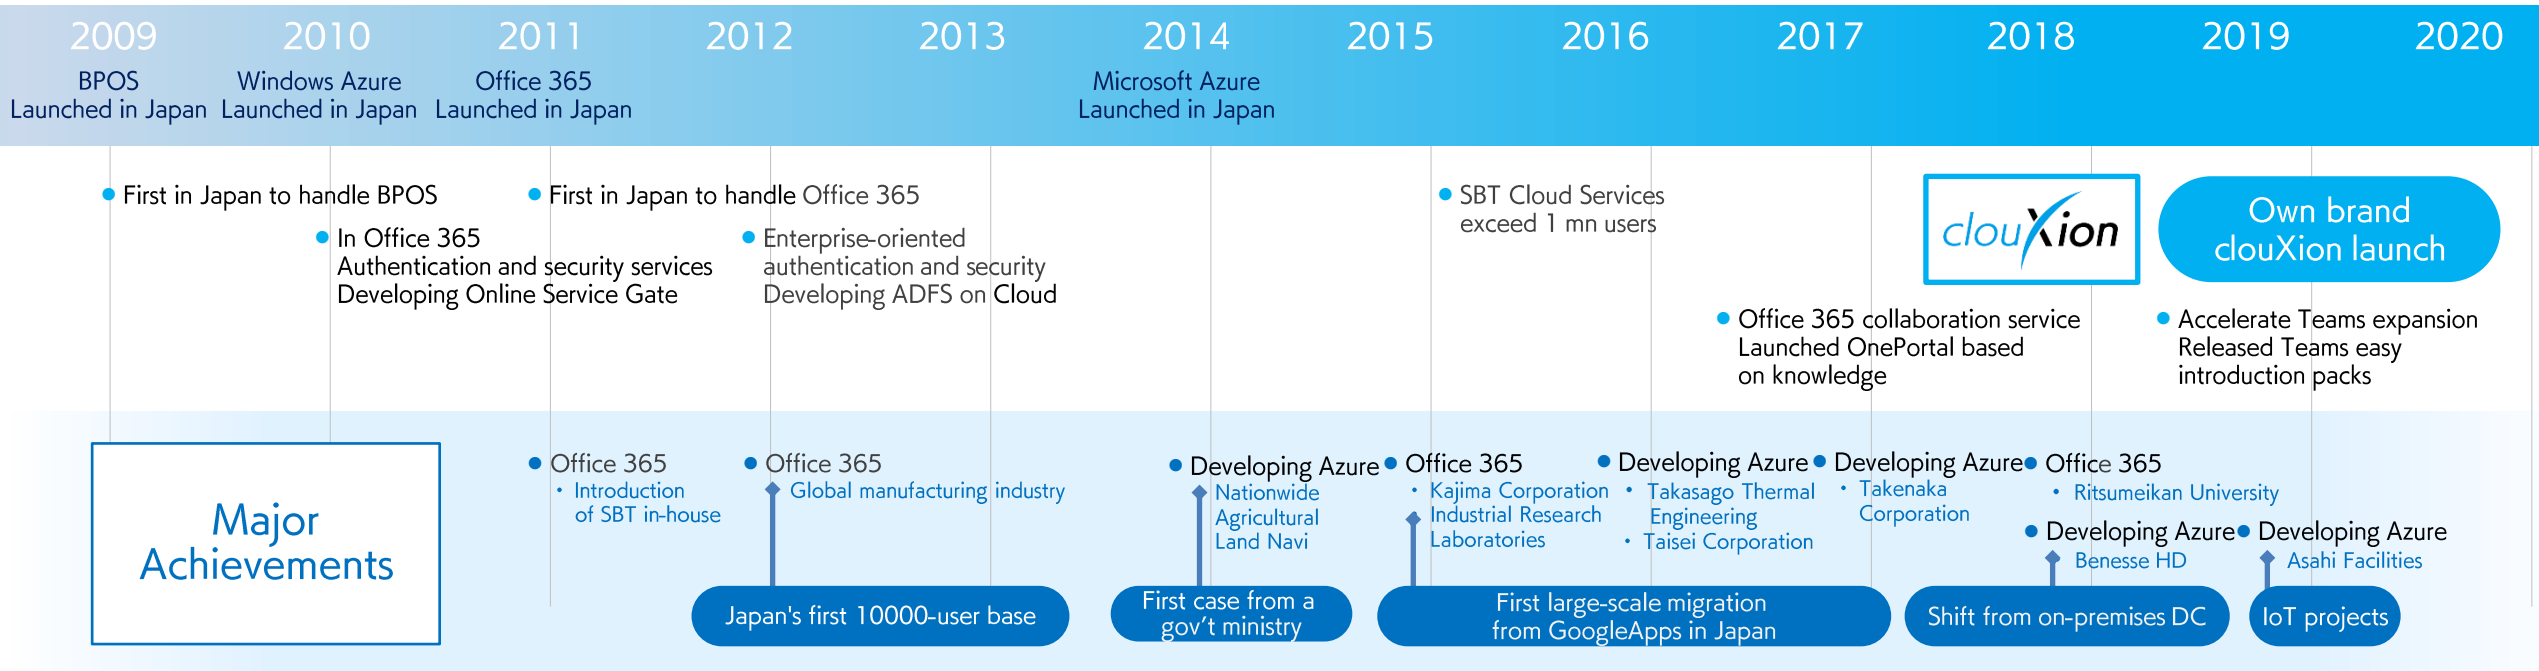 2009 2010 2011 2012 2013 2014 2015 2016 2017 2018 2019 2020
BPOS
Launched in Japan
Windows Azure
Launched in Japan
Office 365
Launched in Japan
Microsoft Azure
Launched in Japan
First in Japan to handle BPOS
In Office 365
Authentication and security services
Developing Online Service Gate
First in Japan to handle Office 365
Enterprise-oriented
authentication and security
Developing ADFS on Cloud
SBT Cloud Services
exceed 1 mn users
clouXion
Own brand
clouXion launch
Office 365 collaboration service
Launched OnePortal based
on knowledge
Accelerate Teams expansion
Released Teams easy
introduction packs
Major
Achievements
Office 365
・ Introduction
of SBT in-house
Office 365
Global manufacturing industry
Japan's first 10000-user base
Developing Azure
Nationwide
Agricultural
Land Navi
First case from a
gov't ministry
Office 365
・ Kajima Corporation
Industrial Research
Laboratories
First large-scale migration
from GoogleApps in Japan
Developing Azure
・ Takasago Thermal
Engineering
・ Taisei Corporation
Developing Azure
・ Takenaka
Corporation
Office 365
・ Ritsumeikan University
Developing Azure
Benesse HD
Shift from on-premises DC
Developing Azure
Asahi Facilities
IoT projects